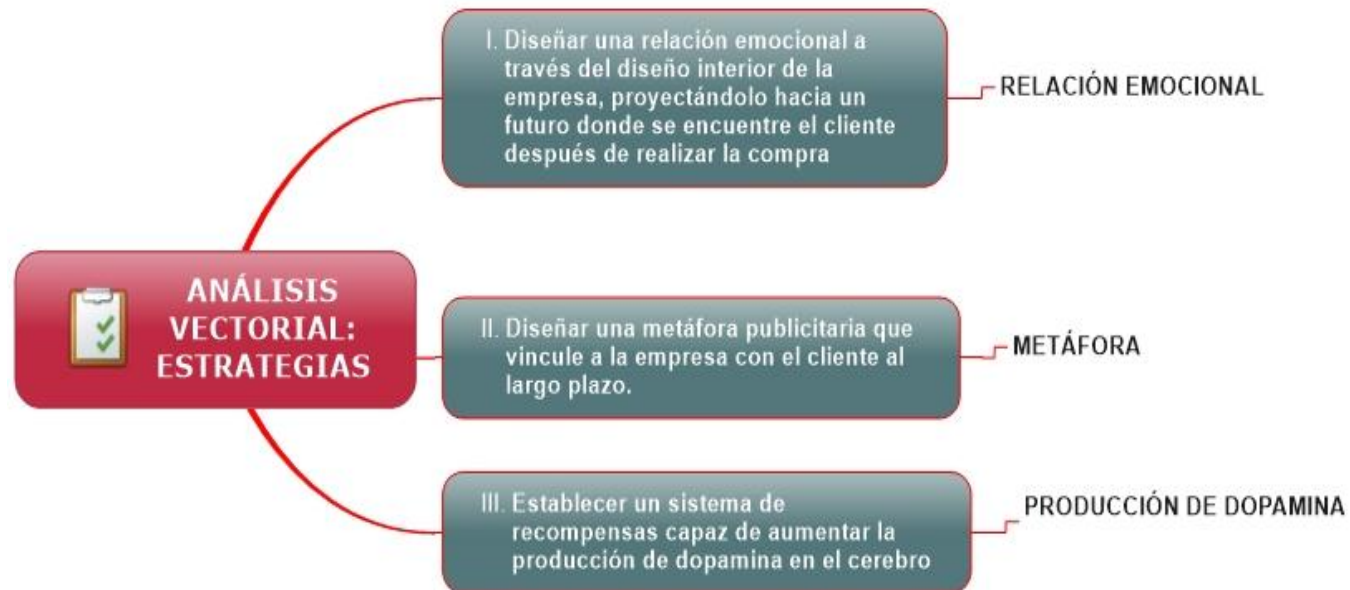 I. Diseñar una relación emocional a
través del diseño interior de la
empresa, proyectándolo hacia un
futuro donde se encuentre el cliente
después de realizar la compra
RELACIÓN EMOCIONAL
ANÁLISIS
VECTORIAL:
ESTRATEGIAS
II. Diseñar una metáfora publicitaria que
vincule a la empresa con el cliente al
largo plazo.
METÁFORA
III. Establecer un sistema de
recompensas capaz de aumentar la
producción de dopamina en el cerebro
PRODUCCIÓN DE DOPAMINA